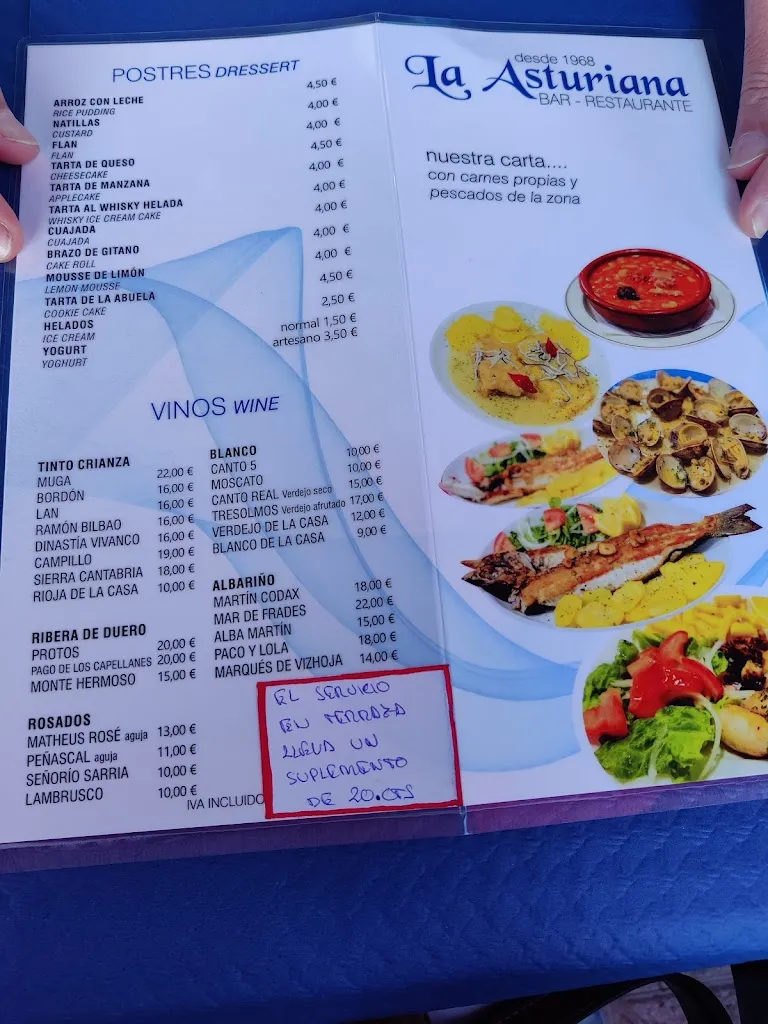 POSTRES DRESSERT
ARROZ CON LECHE 4,50 €
RICE PUDDING
NATILLAS 4,00 €
CUSTARD
FLAN 4,00 €
FLAN
TARTA DE QUESO 4,50 €
CHEESECAKE
TARTA DE MANZANA 4,00 €
APPLECAKE
TARTA AL WHISKY HELADA 4,00 €
WHISKY ICE CREAM CAKE
CUAJADA 4,00 €
CUAJADA
BRAZO DE GITANO 4,00 €
CAKE ROLL
MOUSSE DE LIMÓN 4,00 €
LEMON MOUSSE
TARTA DE LA ABUELA 4,50 €
COOKIE CAKE
HELADOS 2,50 €
ICE CREAM
YOGURT normal 1,50 €
YOGHURT artesano 3,50 €
VINOS WINE
TINTO CRIANZA
MUGA 22,00 €
BORDÓN 16,00 €
LAN 16,00 €
RAMÓN BILBAO 16,00 €
DINASTÍA VIVANCO 16,00 €
CAMPILLO 19,00 €
SIERRA CANTABRIA 18,00 €
RIOJA DE LA CASA 10,00 €
RIBERA DE DUERO
PROTOS 20,00 €
PAGO DE LOS CAPELLANES 20,00 €
MONTE HERMOSO 15,00 €
ROSADOS
MATHEUS ROSÉ aguja 13,00 €
PEÑASCAL aguja 11,00 €
SEÑORÍO SARRIA 10,00 €
LAMBRUSCO 10,00 €
BLANCO
CANTO 5 10,00 €
MOSCATO 10,00 €
CANTO REAL Verdejo seco 15,00 €
TRESOLMOS Verdejo afrutado 17,00 €
VERDEJO DE LA CASA 12,00 €
BLANCO DE LA CASA 9,00 €
ALBARIÑO
MARTÍN CODAX 18,00 €
MAR DE FRADES 22,00 €
ALBA MARTÍN 15,00 €
PACO Y LOLA 18,00 €
MARQUÉS DE VIZHOJA 14,00 €
IVA INCLUIDO
EL SERVICIO
EN TERRAZA
LLEVA UN
SUPLEMENTO
DE 20.CTS
desde 1968
La Asturiana
BAR - RESTAURANTE
nuestra carta....
con carnes propias y
pescados de la zona